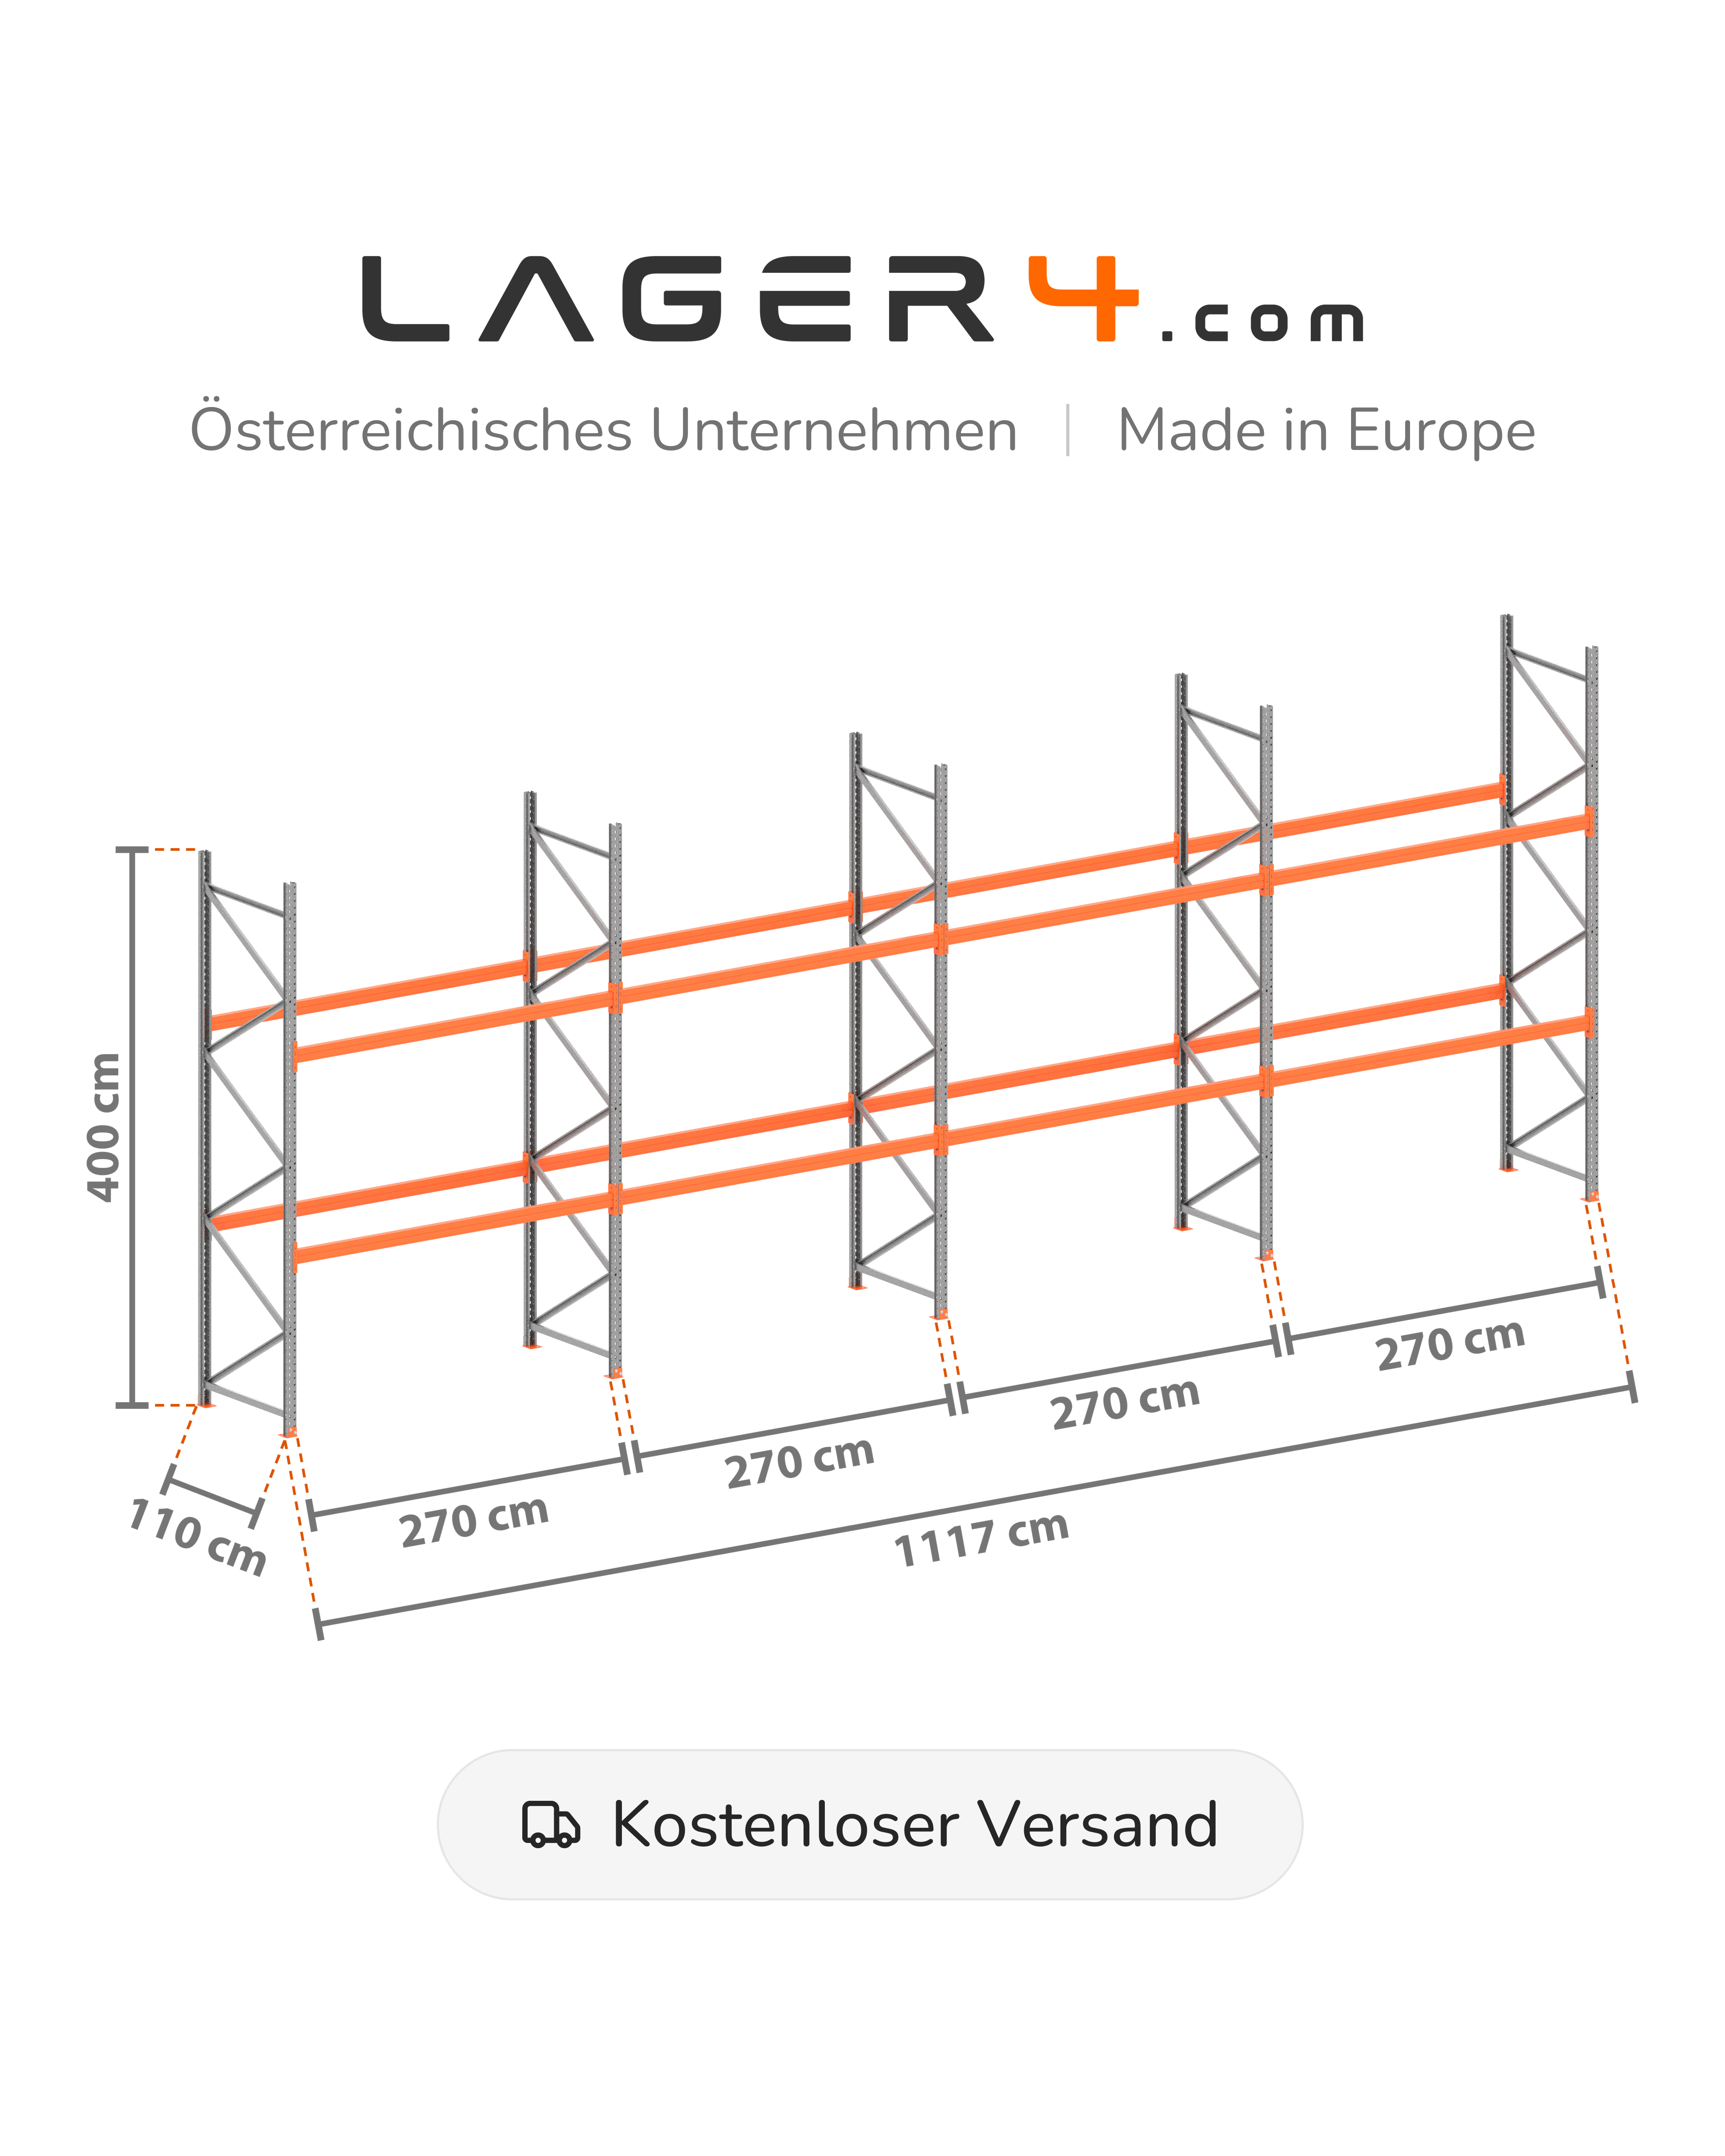 LAGER4.com
Österreichisches Unternehmen | Made in Europe
400 cm
110 cm
270 cm
270 cm
270 cm
270 cm
1117 cm
Kostenloser Versand